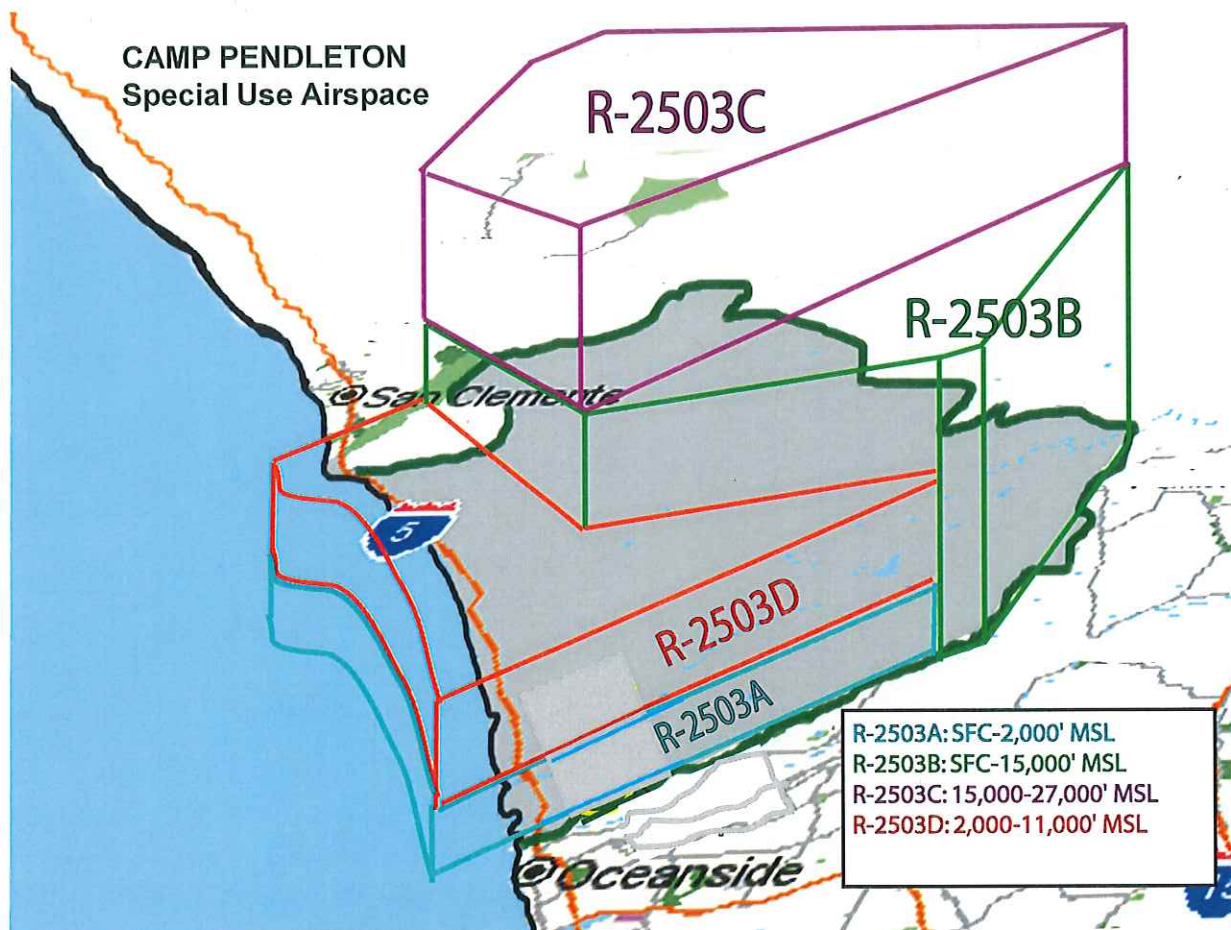 CAMP PENDLETON
Special Use Airspace
R-2503C
R-2503B
San Clemente
5
R-2503D
R-2503A
R-2503A: SFC-2,000' MSL
R-2503B: SFC-15,000' MSL
R-2503C: 15,000-27,000' MSL
R-2503D: 2,000-11,000' MSL
Oceanside
15